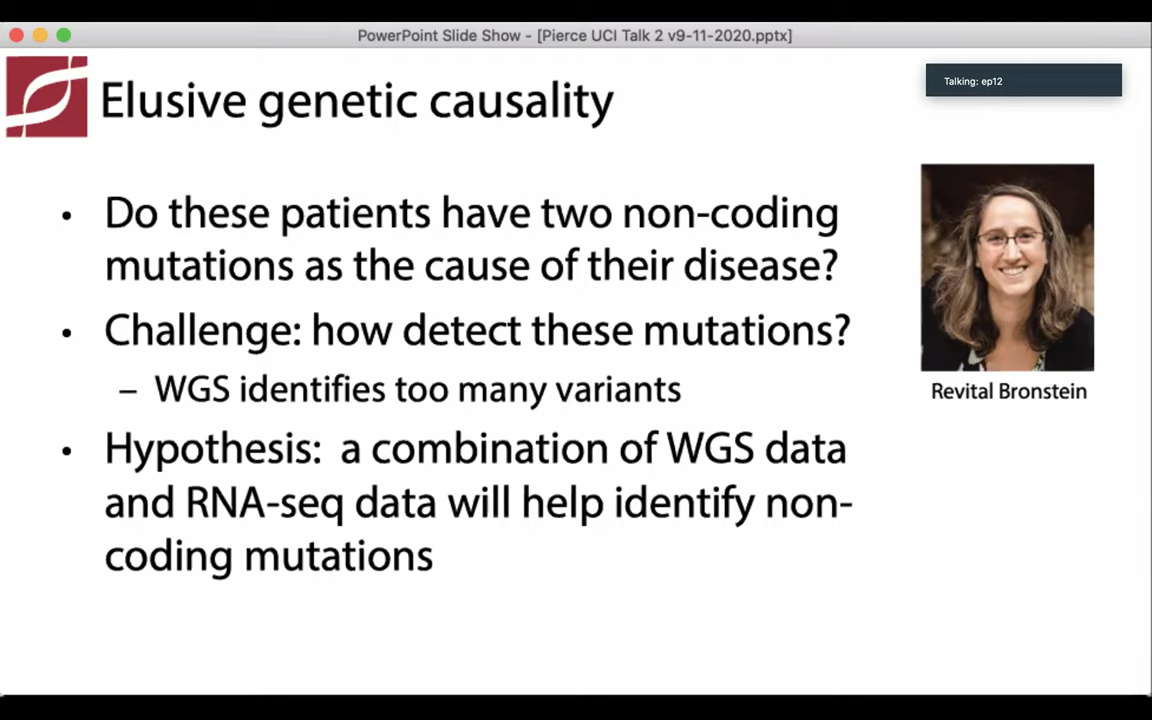 PowerPoint Slide Show - [Pierce UCI Talk 2 v9-11-2020.pptx]
Talking: ep12
Elusive genetic causality
• Do these patients have two non-coding
mutations as the cause of their disease?
• Challenge: how detect these mutations?
– WGS identifies too many variants
• Hypothesis: a combination of WGS data
and RNA-seq data will help identify non-
coding mutations
Revital Bronstein